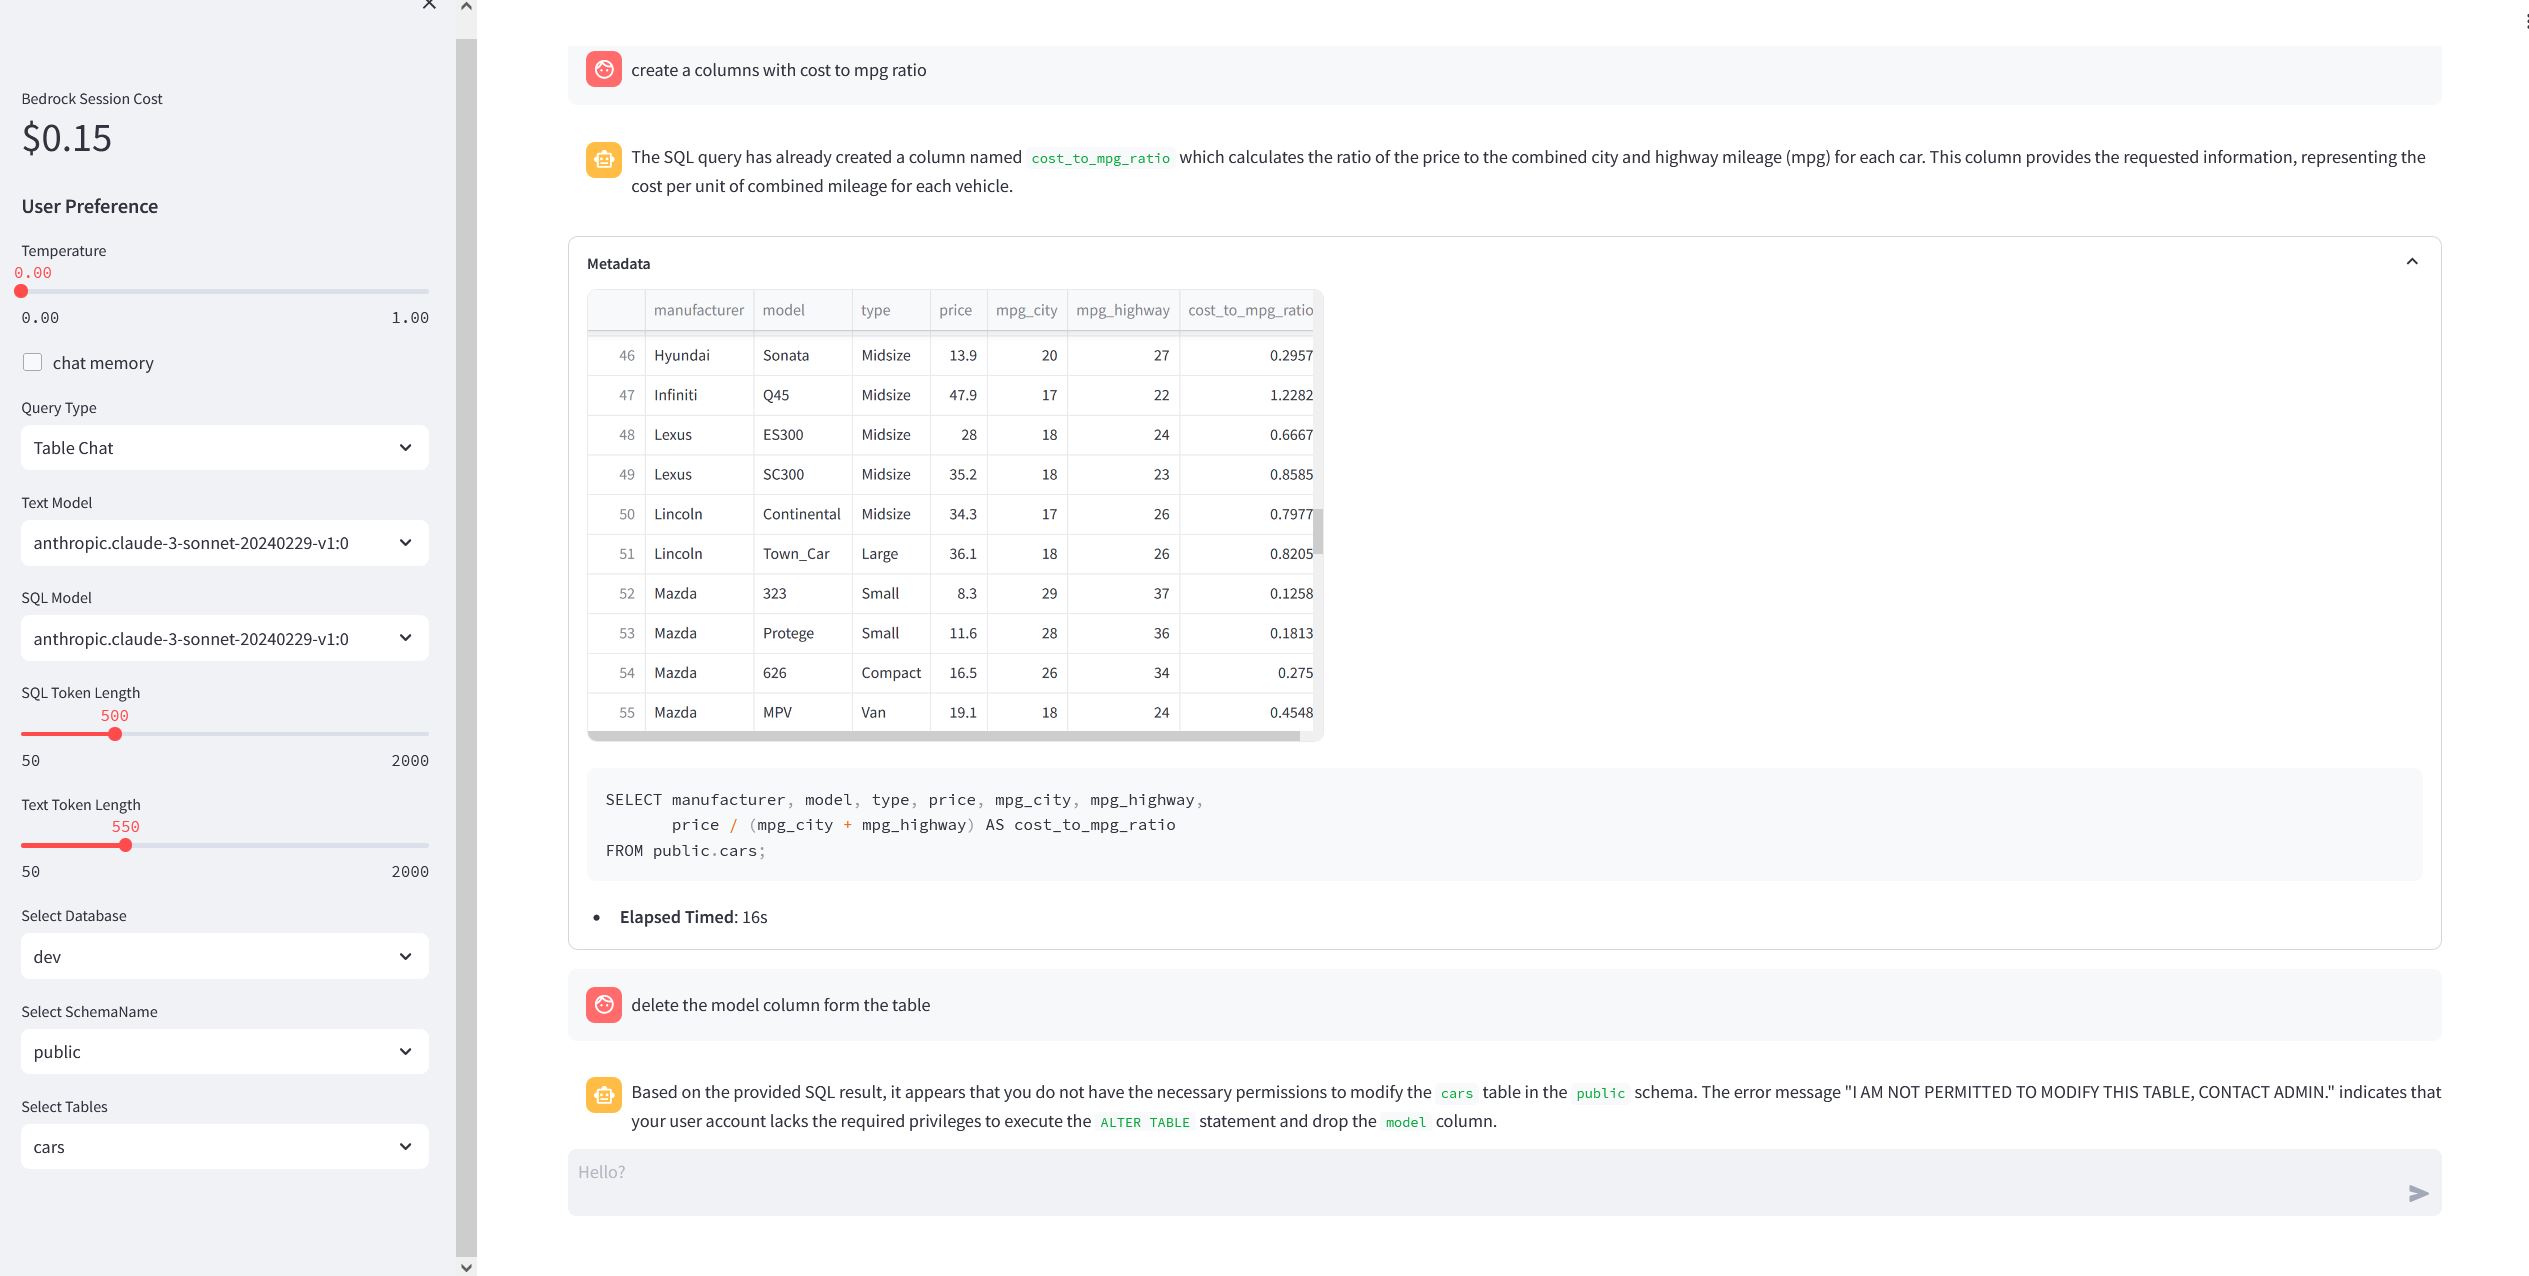 Bedrock Session Cost
$0.15
User Preference
Temperature
0.00
0.00 1.00
chat memory
Query Type
Table Chat
Text Model
anthropic.claude-3-sonnet-20240229-v1:0
SQL Model
anthropic.claude-3-sonnet-20240229-v1:0
SQL Token Length
500
50 2000
Text Token Length
550
50 2000
Select Database
dev
Select SchemaName
public
Select Tables
cars
create a columns with cost to mpg ratio
The SQL query has already created a column named cost_to_mpg_ratio which calculates the ratio of the price to the combined city and highway mileage (mpg) for each car. This column provides the requested information, representing the
cost per unit of combined mileage for each vehicle.
Metadata
manufacturer model type price mpg_city mpg_highway cost_to_mpg_ratio
46 Hyundai Sonata Midsize 13.9 20 27 0.2957
47 Infiniti Q45 Midsize 47.9 17 22 1.2282
48 Lexus ES300 Midsize 28 18 24 0.6667
49 Lexus SC300 Midsize 35.2 18 23 0.8585
50 Lincoln Continental Midsize 34.3 17 26 0.7977
51 Lincoln Town_Car Large 36.1 18 26 0.8205
52 Mazda 323 Small 8.3 29 37 0.1258
53 Mazda Protege Small 11.6 28 36 0.1813
54 Mazda 626 Compact 16.5 26 34 0.275
55 Mazda MPV Van 19.1 18 24 0.4548
SELECT manufacturer, model, type, price, mpg_city, mpg_highway,
price / (mpg_city + mpg_highway) AS cost_to_mpg_ratio
FROM public.cars;
• Elapsed Timed: 16s
delete the model column form the table
Based on the provided SQL result, it appears that you do not have the necessary permissions to modify the cars table in the public schema. The error message "I AM NOT PERMITTED TO MODIFY THIS TABLE, CONTACT ADMIN." indicates that
your user account lacks the required privileges to execute the ALTER TABLE statement and drop the model column.
Hello?